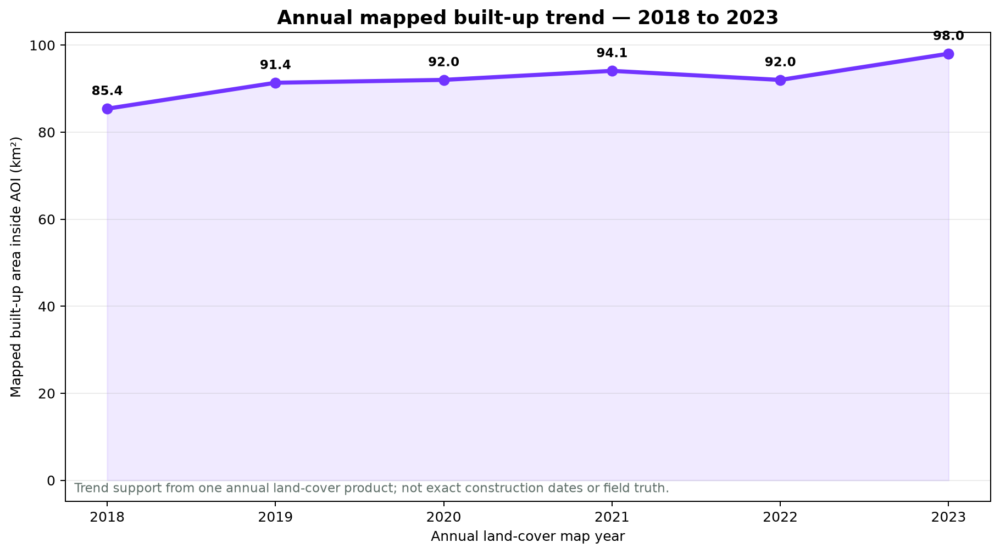 Annual mapped built-up trend — 2018 to 2023
98.0
100
94.1
91.4
92.0
92.0
85.4
80
Mapped built-up area inside AOI (km²)
60
40
20
0
Trend support from one annual land-cover product; not exact construction dates or field truth.
2018 2019 2020 2021 2022 2023
Annual land-cover map year